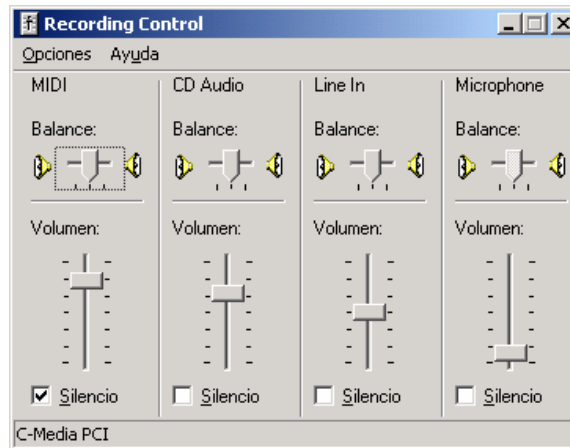 Recording Control
Opciones Ayuda
MIDI
CD Audio
Line In
Microphone
Balance:
Balance:
Balance:
Balance:
Volumen:
Volumen:
Volumen:
Volumen:
Silencio
Silencio
Silencio
Silencio
C-Media PCI